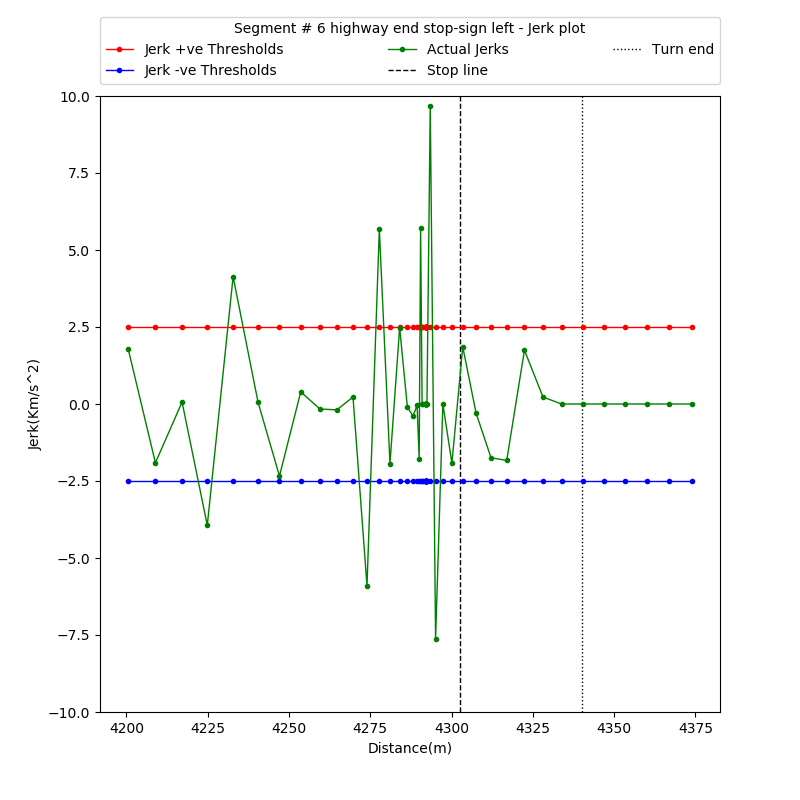 Segment # 6 highway end stop-sign left - Jerk plot
Jerk +ve Thresholds Actual Jerks Turn end
Jerk -ve Thresholds Stop line
10.0
7.5
5.0
2.5
0.0
−2.5
−5.0
−7.5
−10.0
Jerk(Km/s^2)
4200 4225 4250 4275 4300 4325 4350 4375
Distance(m)